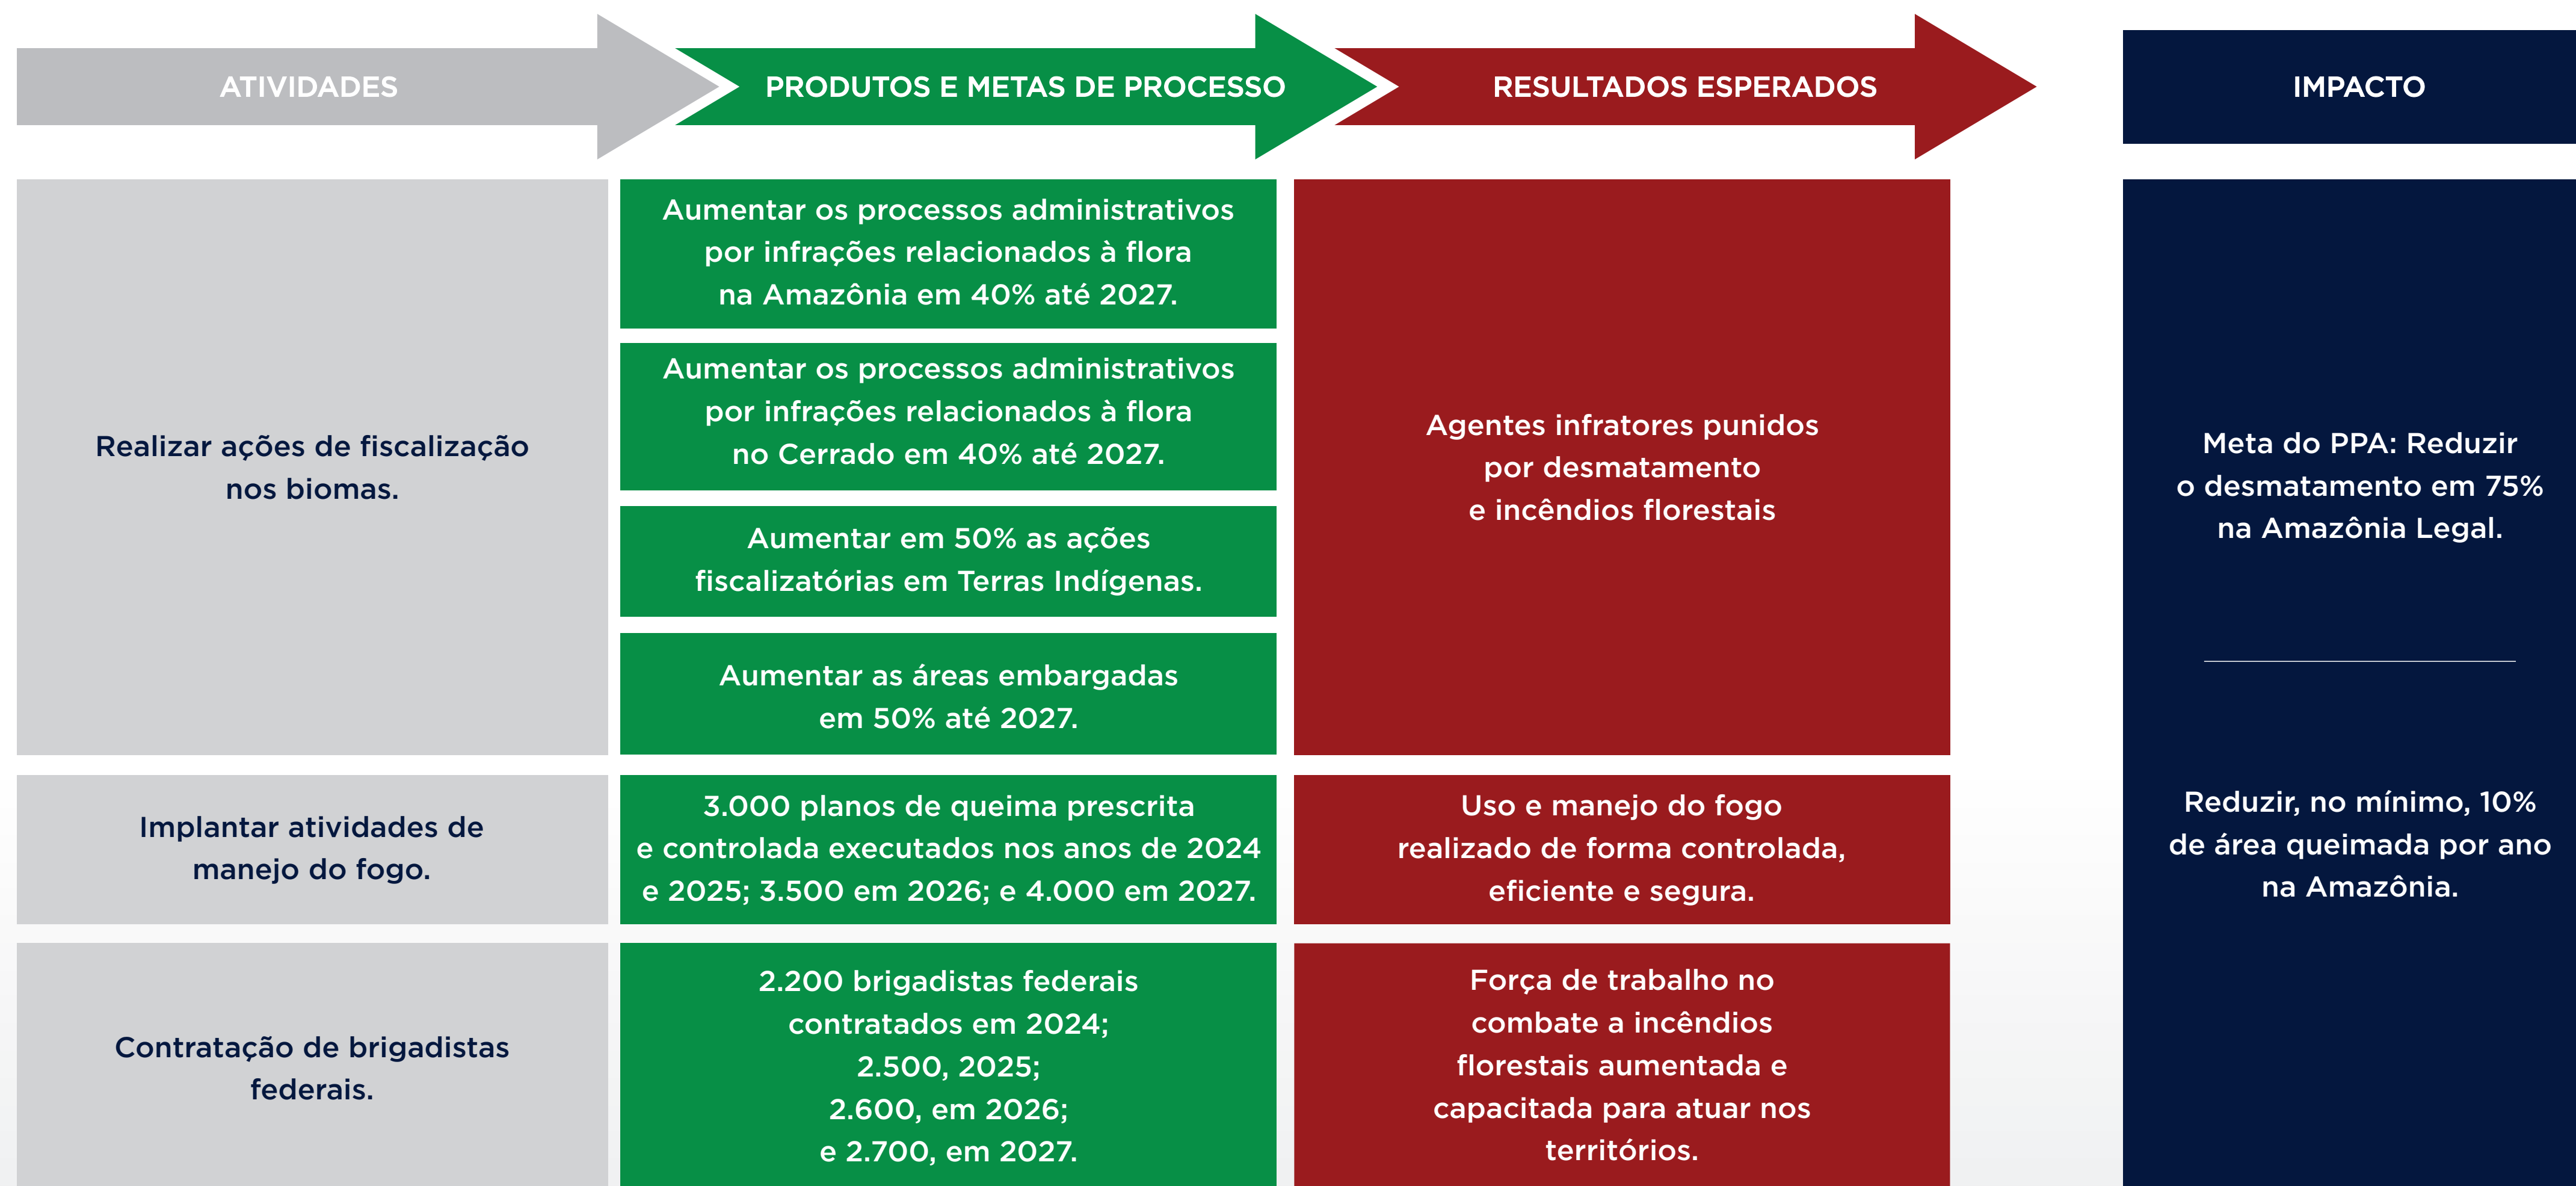 ATIVIDADES
PRODUTOS E METAS DE PROCESSO
RESULTADOS ESPERADOS
IMPACTO
Realizar ações de fiscalização
nos biomas.
Aumentar os processos administrativos
por infrações relacionados à flora
na Amazônia em 40% até 2027.
Aumentar os processos administrativos
por infrações relacionados à flora
no Cerrado em 40% até 2027.
Aumentar em 50% as ações
fiscalizatórias em Terras Indígenas.
Aumentar as áreas embargadas
em 50% até 2027.
Agentes infratores punidos
por desmatamento
e incêndios florestais
Implantar atividades de
manejo do fogo.
3.000 planos de queima prescrita
e controlada executados nos anos de 2024
e 2025; 3.500 em 2026; e 4.000 em 2027.
Uso e manejo do fogo
realizado de forma controlada,
eficiente e segura.
Contratação de brigadistas
federais.
2.200 brigadistas federais
contratados em 2024;
2.500, 2025;
2.600, em 2026;
e 2.700, em 2027.
Força de trabalho no
combate a incêndios
florestais aumentada e
capacitada para atuar nos
territórios.
Meta do PPA: Reduzir
o desmatamento em 75%
na Amazônia Legal.
Reduzir, no mínimo, 10%
de área queimada por ano
na Amazônia.